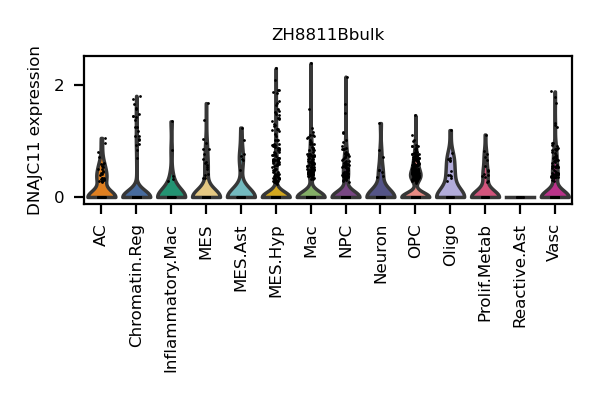 ZH8811Bbulk
DNAJC11 expression
2
0
AC
Chromatin.Reg
Inflammatory.Mac
MES
MES.Ast
MES.Hyp
Mac
NPC
Neuron
OPC
Oligo
Prolif.Metab
Reactive.Ast
Vasc